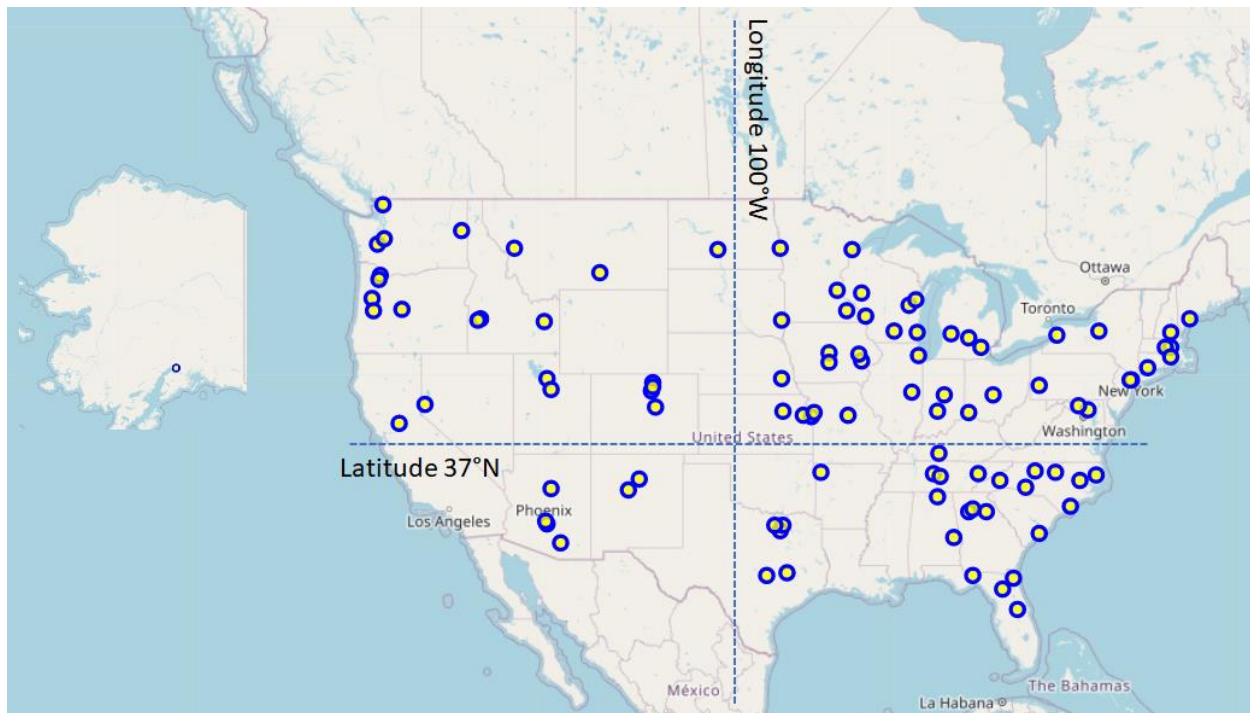 Longitude 100°W
Ottawa
Toronto
New York
Washington
United States
Latitude 37°N
Phoenix
Los Angeles
México
The Bahamas
La Habana